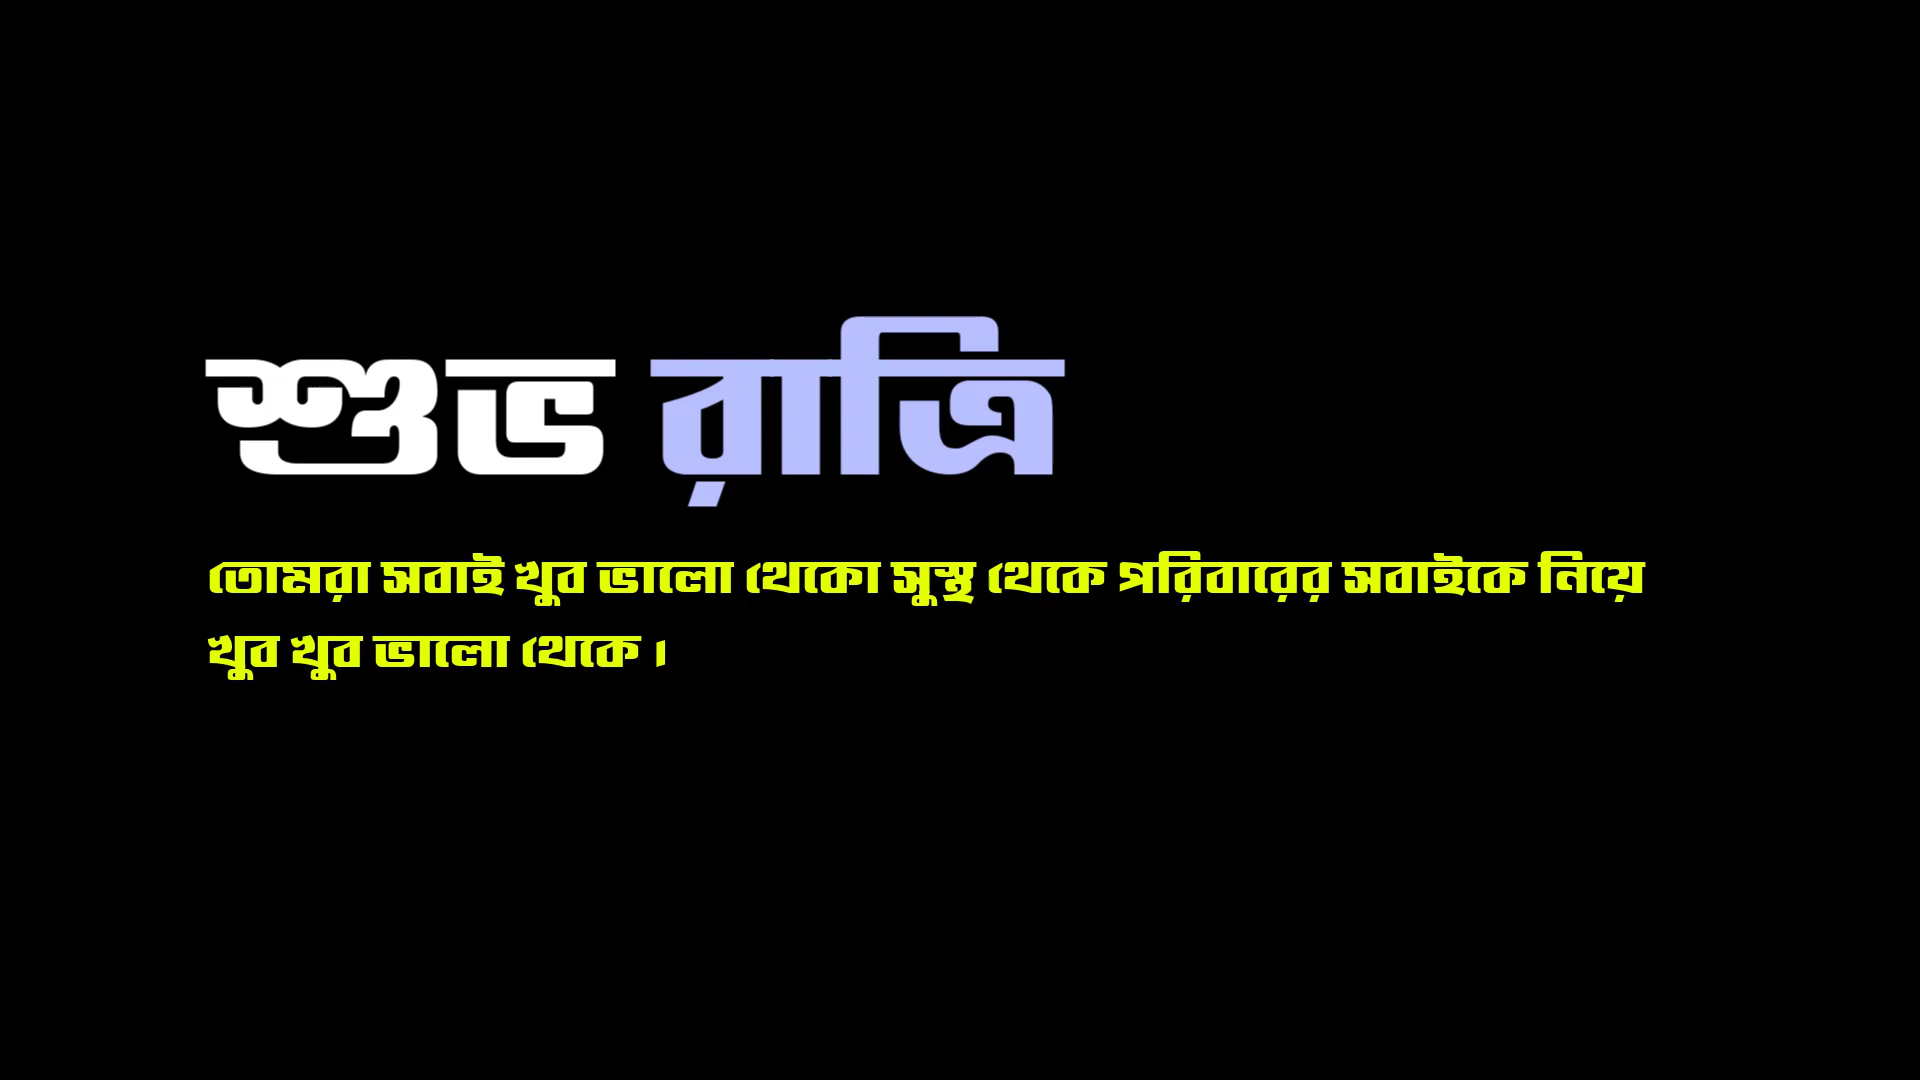 শুভ রাত্রি
তোমরা সবাই খুব ভালো থেকো সুস্থ থেকে পরিবারের সবাইকে নিয়ে
খুব খুব ভালো থেকে ।